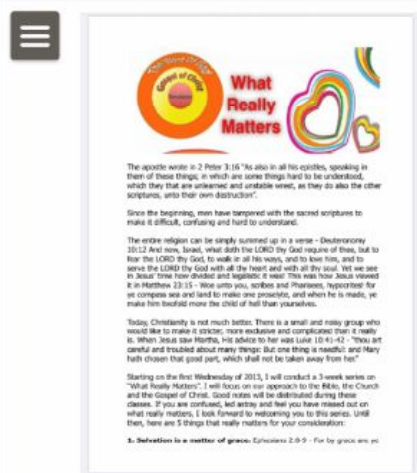 The Word of God
Gospel of Christ
What
Really
Matters
The apostle wrote in 2 Peter 3:16 "As also in all his epistles, speaking in
them of these things; in which are some things hard to be understood,
which they that are unlearned and unstable wrest, as they do also the other
scriptures, unto their own destruction".
Since the beginning, men have tampered with the sacred scriptures to
make it difficult, confusing and hard to understand.
The entire religion can be simply summed up in a verse - Deuteronomy
10:12 And now, Israel, what doth the LORD thy God require of thee, but to
fear the LORD thy God, to walk in all his ways, and to love him, and to
serve the LORD thy God with all thy heart and with all thy soul. Yet we see
in Jesus' time how divided and legalistic it was! This was how Jesus viewed
it in Matthew 23:15 - Woe unto you, scribes and Pharisees, hypocrites! for
ye compass sea and land to make one proselyte, and when he is made, ye
make him twofold more the child of hell than yourselves.
Today, Christianity is not much better. There is a small and noisy group who
would like to make it stricter, more exclusive and complicated than it really
is. When Jesus saw Martha, His advice to her was Luke 10:41-42 - "thou art
careful and troubled about many things: But one thing is needful: and Mary
hath chosen that good part, which shall not be taken away from her."
Starting on the first Wednesday of 2013, I will conduct a 3-week series on
"What Really Matters". I will focus on our approach to the Bible, the Church
and the Gospel of Christ. Good notes will be distributed during these
classes. If you are confused, led astray and feel you have missed out on
what really matters, I look forward to welcoming you to this series. Until
then, here are 5 things that really matters for your consideration:
1. Salvation is a matter of grace. Ephesians 2:8-9 - For by grace are ye